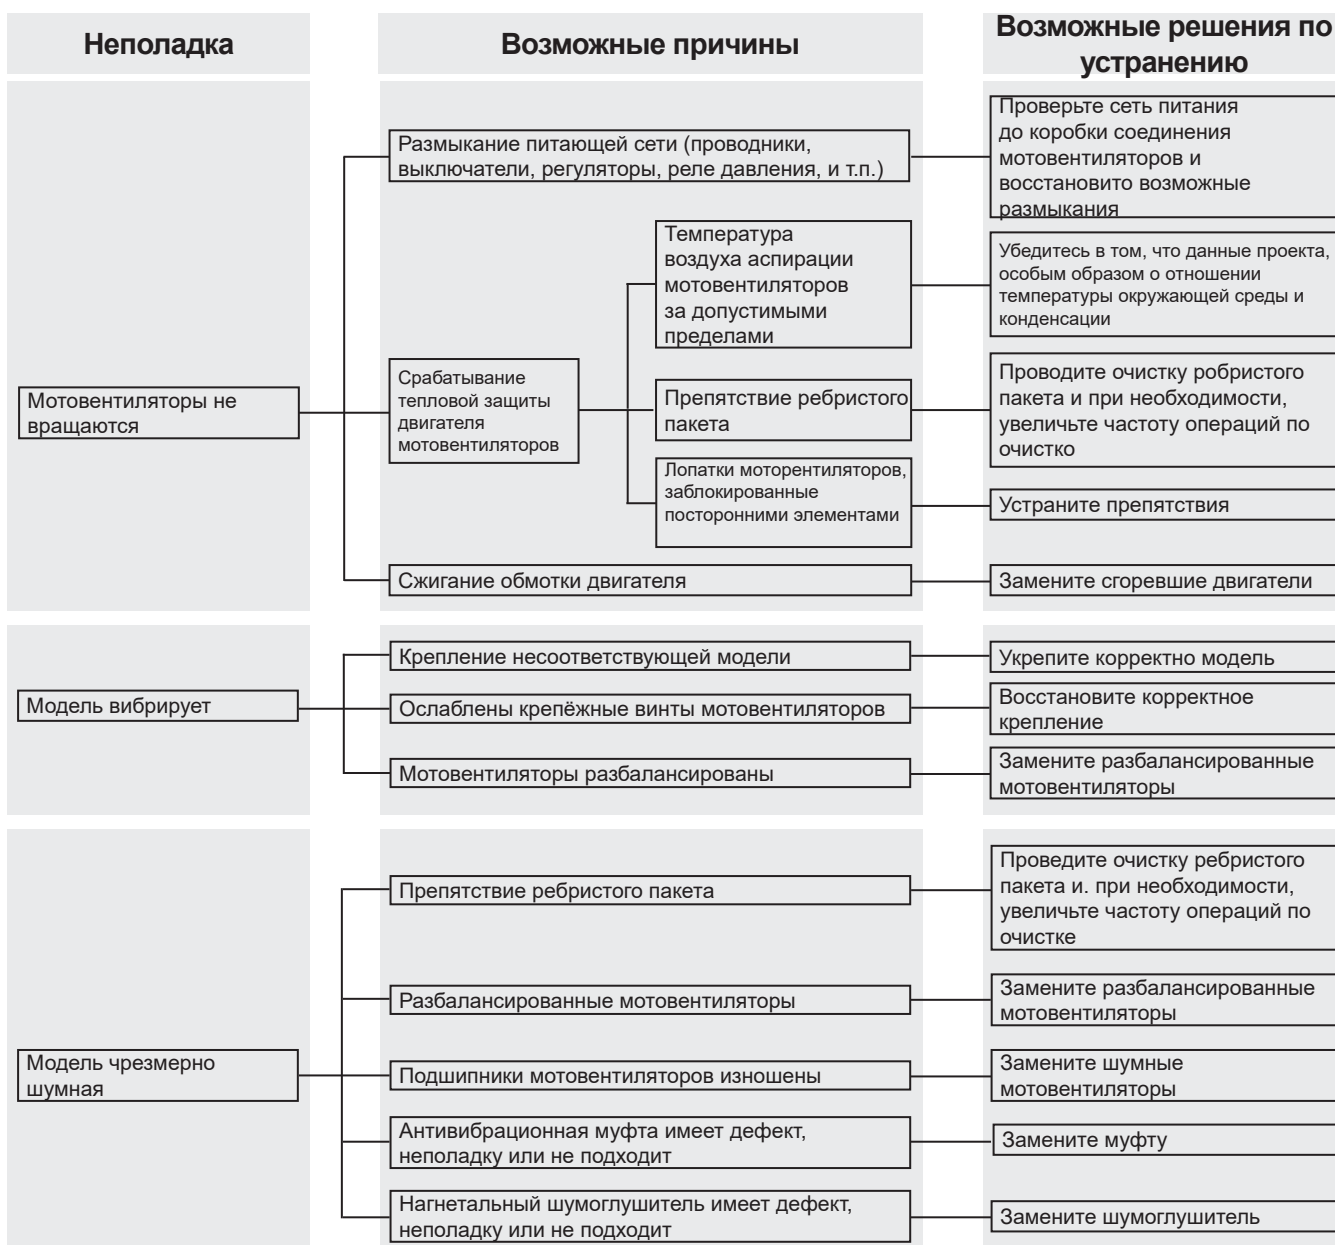 Неполадка
Возможные причины
Возможные решения по
устранению
Мотовентиляторы не
вращаются
Размыкание питающей сети (проводники,
выключатели, регуляторы, реле давления, и т.п.)
Проверьте сеть питания
до коробки соединения
мотовентиляторов и
восстановито возможные
размыкания
Срабатывание
тепловой защиты
двигателя
мотовентиляторов
Температура
воздуха аспирации
мотовентиляторов
за допустимыми
пределами
Убедитесь в том, что данные проекта,
особым образом о отношении
температуры окружающей среды и
конденсации
Препятствие ребристого
пакета
Проводите очистку робристого
пакета и при необходимости,
увеличьте частоту операций по
очистко
Лопатки моторентиляторов,
заблокированные
посторонними элементами
Устраните препятствия
Сжигание обмотки двигателя
Замените сгоревшие двигатели
Модель вибрирует
Крепление несоответствующей модели
Укрепите корректно модель
Ослаблены крепёжные винты мотовентиляторов
Восстановите корректное
крепление
Мотовентиляторы разбалансированы
Замените разбалансированные
мотовентиляторы
Модель чрезмерно
шумная
Препятствие ребристого пакета
Проведите очистку ребристого
пакета и. при необходимости,
увеличьте частоту операций по
очистке
Разбалансированные мотовентиляторы
Замените разбалансированные
мотовентиляторы
Подшипники мотовентиляторов изношены
Замените шумные
мотовентиляторы
Антивибрационная муфта имеет дефект,
неполадку или не подходит
Замените муфту
Нагнетальный шумоглушитель имеет дефект,
неполадку или не подходит
Замените шумоглушитель